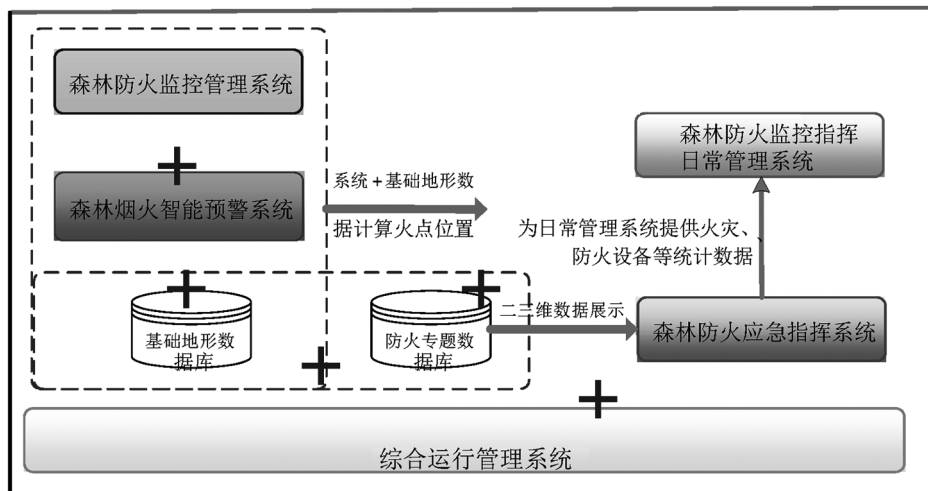 森林防火监控管理系统
森林烟火智能预警系统
系统+基础地形数
据计算火点位置
森林防火监控指挥
日常管理系统
为日常管理系统提供火灾、
防火设备等统计数据
基础地形数
据库
防火专题数
据库
二三维数据展示
森林防火应急指挥系统
综合运行管理系统